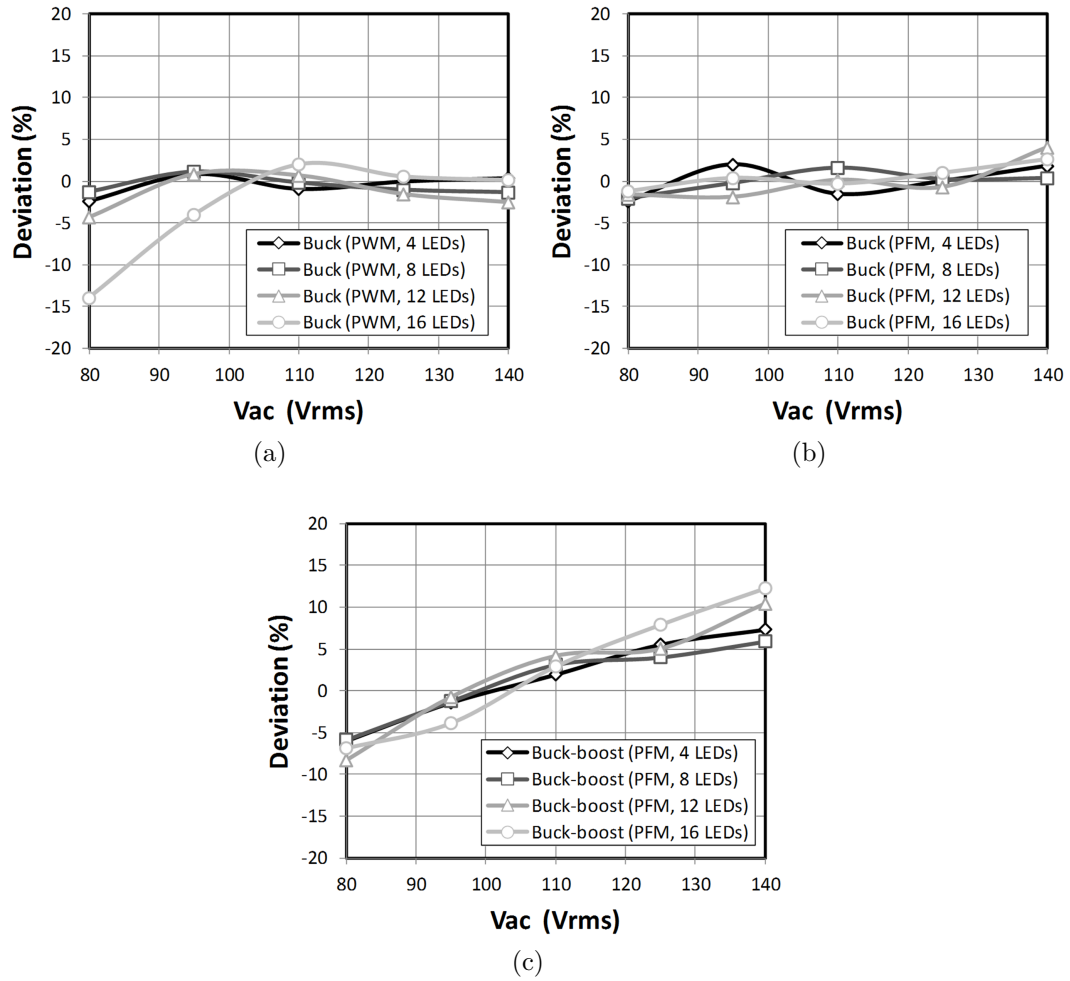 20
15
10
5
0
-5
-10
-15
-20
Deviation (%)
Buck (PWM, 4 LEDs)
Buck (PWM, 8 LEDs)
Buck (PWM, 12 LEDs)
Buck (PWM, 16 LEDs)
80 90 100 110 120 130 140
Vac (Vrms)
(a)
20
15
10
5
0
-5
-10
-15
-20
Deviation (%)
Buck (PFM, 4 LEDs)
Buck (PFM, 8 LEDs)
Buck (PFM, 12 LEDs)
Buck (PFM, 16 LEDs)
80 90 100 110 120 130 140
Vac (Vrms)
(b)
20
15
10
5
0
-5
-10
-15
-20
Deviation (%)
Buck-boost (PFM, 4 LEDs)
Buck-boost (PFM, 8 LEDs)
Buck-boost (PFM, 12 LEDs)
Buck-boost (PFM, 16 LEDs)
80 90 100 110 120 130 140
Vac (Vrms)
(c)